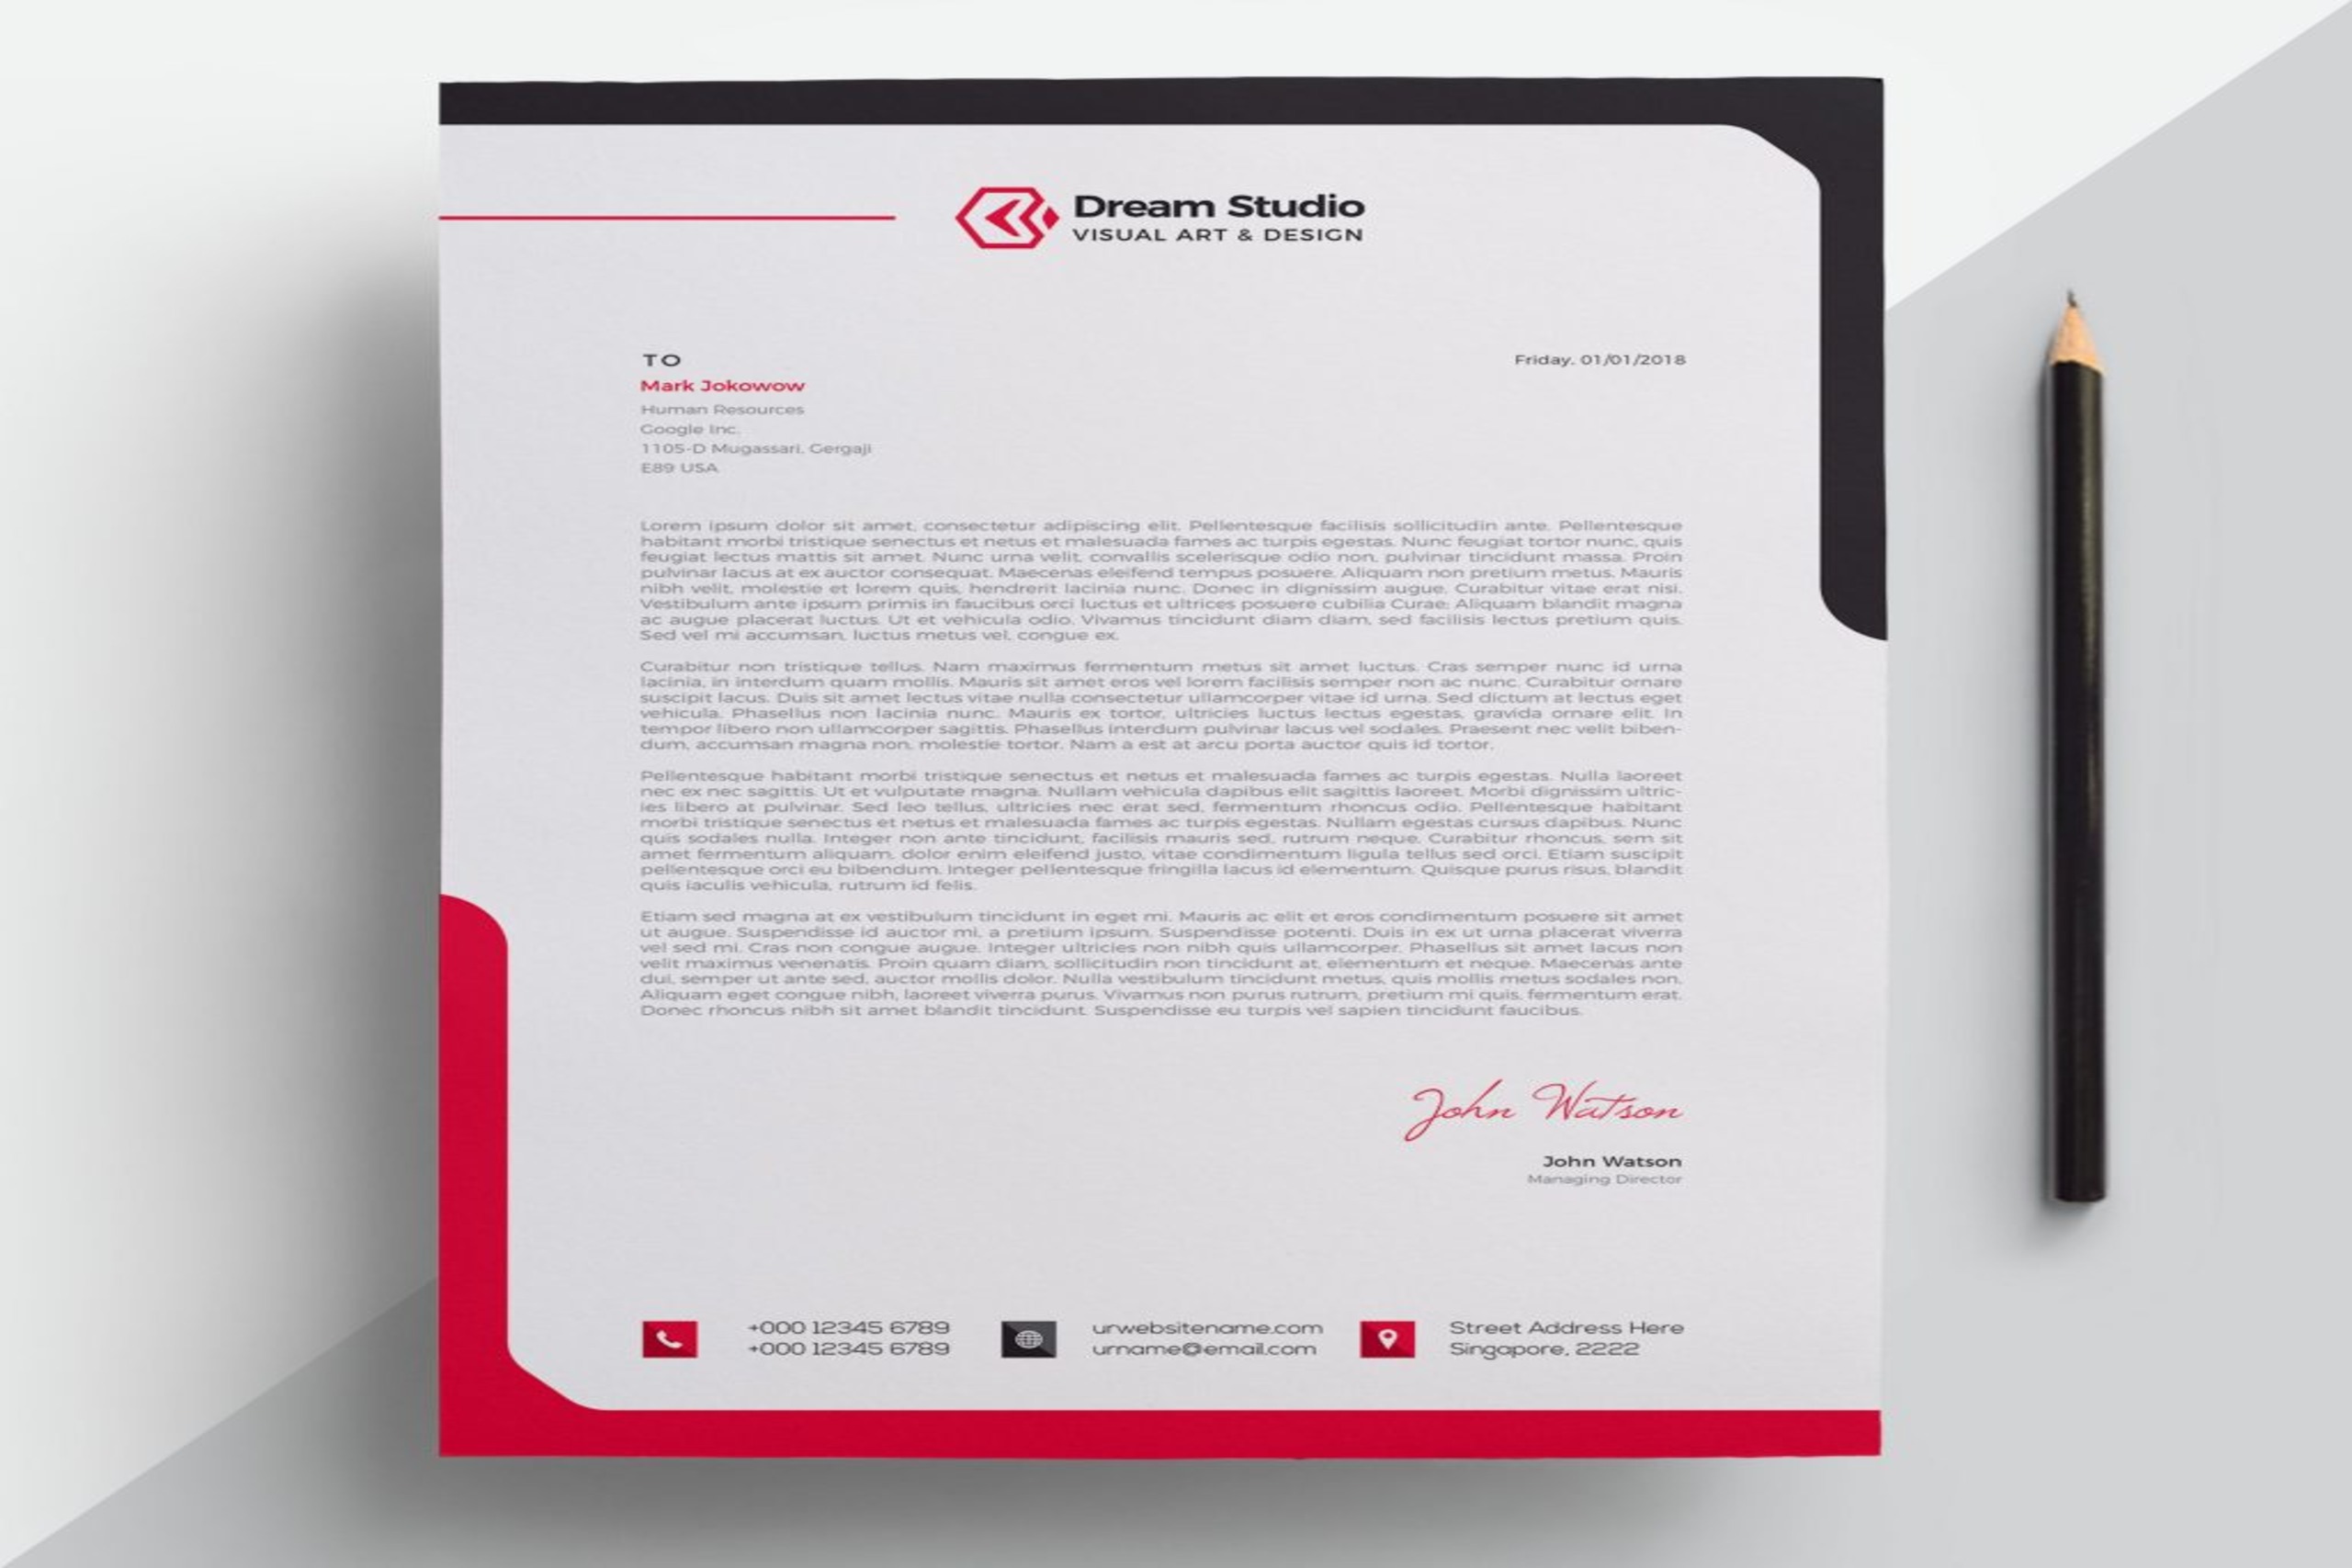 Dream Studio
VISUAL ART & DESIGN
TO
Friday. 01/01/2018
Mark Jokowow
Human Resources
Google Inc.
1105-D Mugassari, Gergaji
E89 USA
Lorem ipsum dolor sit amet, consectetur adipiscing elit. Pellentesque facilisis sollicitudin ante. Pellentesque
habitant morbi tristique senectus et netus et malesuada fames ac turpis egestas. Nunc feugiat tortor nunc, quis
feugiat lectus mattis sit amet. Nunc urna velit, convallis scelerisque odio non, pulvinar tincidunt massa. Proin
pulvinar lacus at ex auctor consequat. Maecenas eleifend tempus posuere. Aliquam non pretium metus. Mauris
nibh velit, molestie et lorem quis, hendrerit lacinia nunc. Donec in dignissim augue. Curabitur vitae erat nisi.
Vestibulum ante ipsum primis in faucibus orci luctus et ultrices posuere cubilia Curae; Aliquam blandit magna
ac augue placerat luctus. Ut et vehicula odio. Vivamus tincidunt diam diam, sed facilisis lectus pretium quis.
Sed vel mi accumsan, luctus metus vel, congue ex.
Curabitur non tristique tellus. Nam maximus fermentum metus sit amet luctus. Cras semper nunc id urna
lacinia, in interdum quam mollis. Mauris sit amet eros vel lorem facilisis semper non ac nunc. Curabitur ornare
suscipit lacus. Duis sit amet lectus vitae nulla consectetur ullamcorper vitae id urna. Sed dictum at lectus eget
vehicula. Phasellus non lacinia nunc. Mauris ex tortor, ultricies luctus lectus egestas, gravida ornare elit. In
tempor libero non ullamcorper sagittis. Phasellus interdum pulvinar lacus vel sodales. Praesent nec velit biben-
dum, accumsan magna non, molestie tortor. Nam a est at arcu porta auctor quis id tortor.
Pellentesque habitant morbi tristique senectus et netus et malesuada fames ac turpis egestas. Nulla laoreet
nec ex nec sagittis. Ut et vulputate magna. Nullam vehicula dapibus elit sagittis laoreet. Morbi dignissim ultric-
ies libero at pulvinar. Sed leo tellus, ultricies nec erat sed, fermentum rhoncus odio. Pellentesque habitant
morbi tristique senectus et netus et malesuada fames ac turpis egestas. Nullam egestas cursus dapibus. Nunc
quis sodales nulla. Integer non ante tincidunt, facilisis mauris sed, rutrum neque. Curabitur rhoncus, sem sit
amet fermentum aliquam, dolor enim eleifend justo, vitae condimentum ligula tellus sed orci. Etiam suscipit
pellentesque orci eu bibendum. Integer pellentesque fringilla lacus id elementum. Quisque purus risus, blandit
quis iaculis vehicula, rutrum id felis.
Etiam sed magna at ex vestibulum tincidunt in eget mi. Mauris ac elit et eros condimentum posuere sit amet
ut augue. Suspendisse id auctor mi, a pretium ipsum. Suspendisse potenti. Duis in ex ut urna placerat viverra
vel sed mi. Cras non congue augue. Integer ultricies non nibh quis ullamcorper. Phasellus sit amet lacus non
velit maximus venenatis. Proin quam diam, sollicitudin non tincidunt at, elementum et neque. Maecenas ante
dui, semper ut ante sed, auctor mollis dolor. Nulla vestibulum tincidunt metus, quis mollis metus sodales non.
Aliquam eget congue nibh, laoreet viverra purus. Vivamus non purus rutrum, pretium mi quis, fermentum erat.
Donec rhoncus nibh sit amet blandit tincidunt. Suspendisse eu turpis vel sapien tincidunt faucibus.
John Watson
John Watson
Managing Director
+000 12345 6789
+000 12345 6789
urwebsitename.com
urname@email.com
Street Address Here
Singapore, 2222